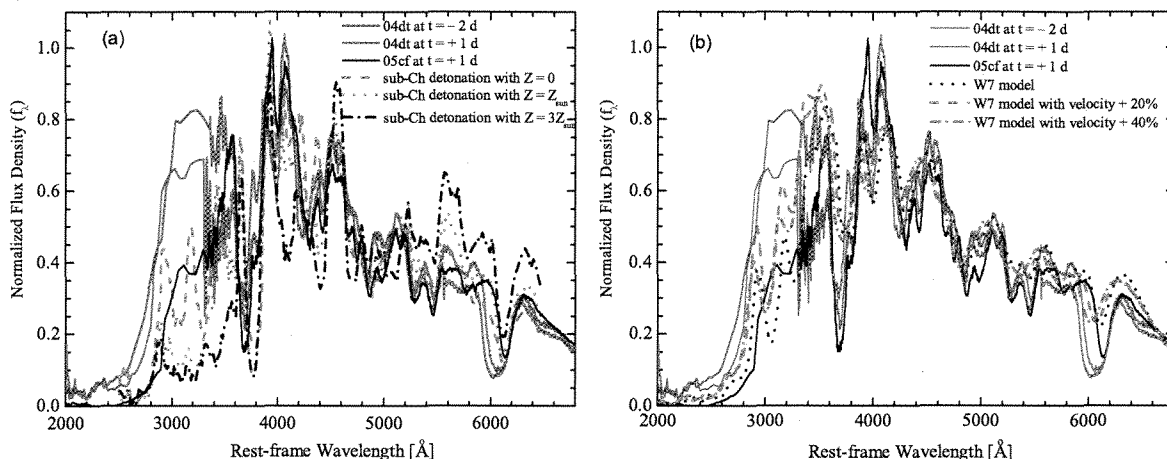 (a)
04dt at t = − 2 d
04dt at t = + 1 d
05cf at t = + 1 d
sub-Ch detonation with Z = 0
sub-Ch detonation with Z = Zsun
sub-Ch detonation with Z = 3Zsun
Normalized Flux Density (fλ)
1.0
0.8
0.6
0.4
0.2
0.0
2000 3000 4000 5000 6000
Rest-frame Wavelength [Å]
(b)
04dt at t = − 2 d
04dt at t = + 1 d
05cf at t = + 1 d
W7 model
W7 model with velocity + 20%
W7 model with velocity + 40%
Normalized Flux Density (fλ)
1.0
0.8
0.6
0.4
0.2
0.0
2000 3000 4000 5000 6000
Rest-frame Wavelength [Å]